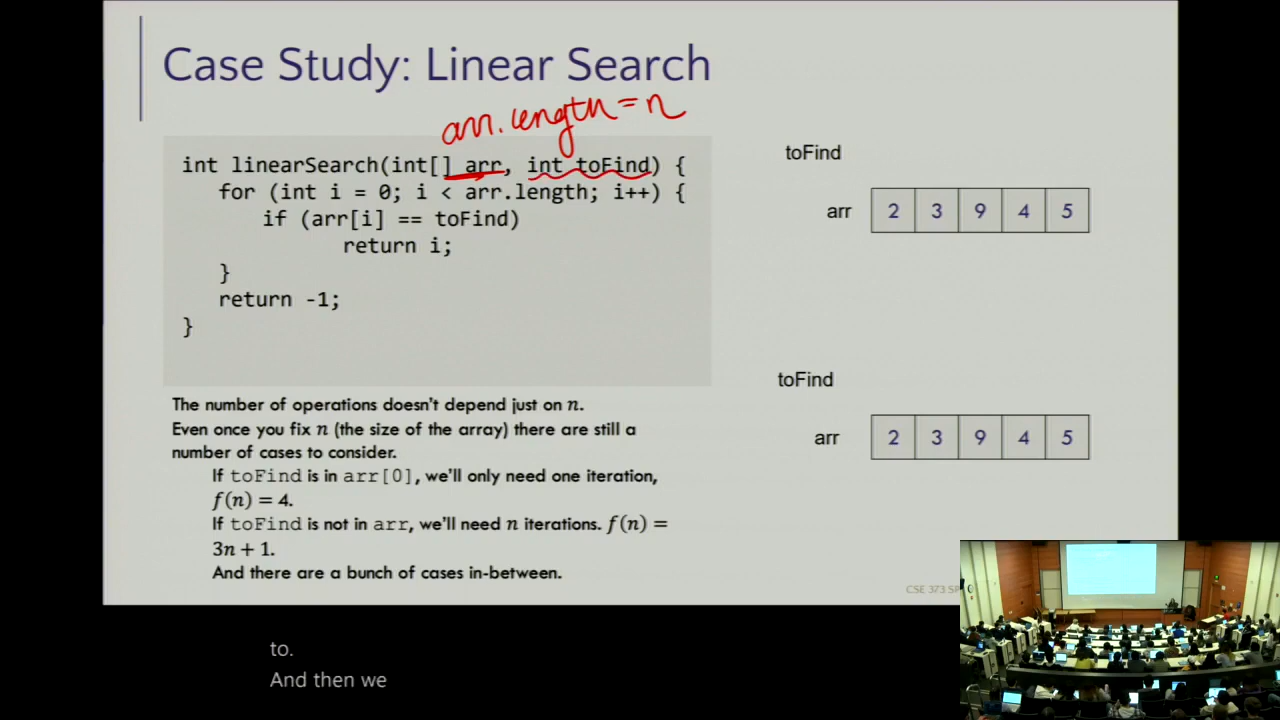 Case Study: Linear Search
arr.length = n
int linearSearch(int[] arr, int toFind) {
for (int i = 0; i < arr.length; i++) {
if (arr[i] == toFind)
return i;
}
return -1;
}
The number of operations doesn't depend just on n.
Even once you fix n (the size of the array) there are still a
number of cases to consider.
If toFind is in arr[0], we'll only need one iteration,
f(n) = 4.
If toFind is not in arr, we'll need n iterations. f(n) =
3n + 1.
And there are a bunch of cases in-between.
toFind
arr 2 3 9 4 5
toFind
arr 2 3 9 4 5
CSE 373
to.
And then we